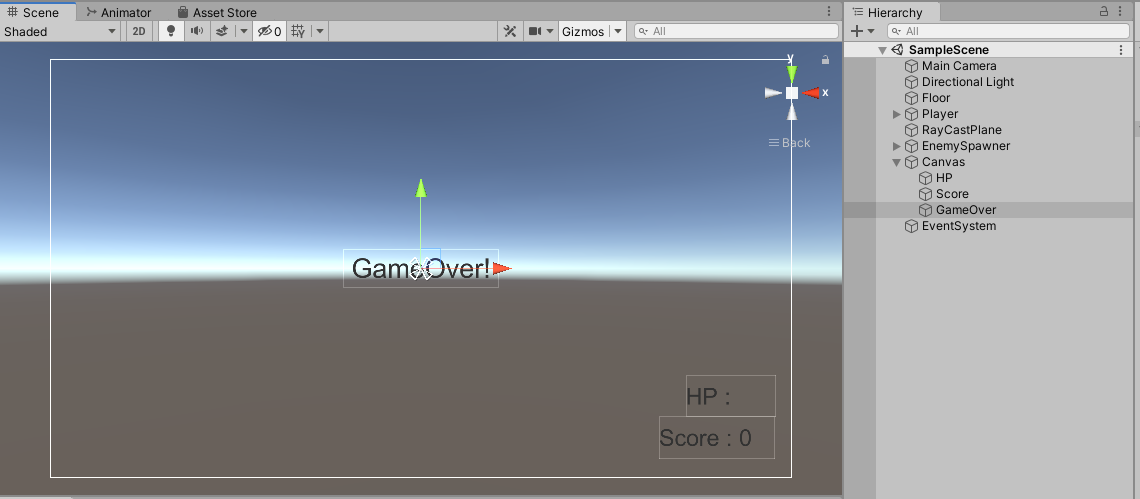 Scene Animator Asset Store
Shaded 2D 0 Gizmos All
y
x
Back
GameOver!
HP :
Score : 0
Hierarchy
All
SampleScene
Main Camera
Directional Light
Floor
Player
RayCastPlane
EnemySpawner
Canvas
HP
Score
GameOver
EventSystem